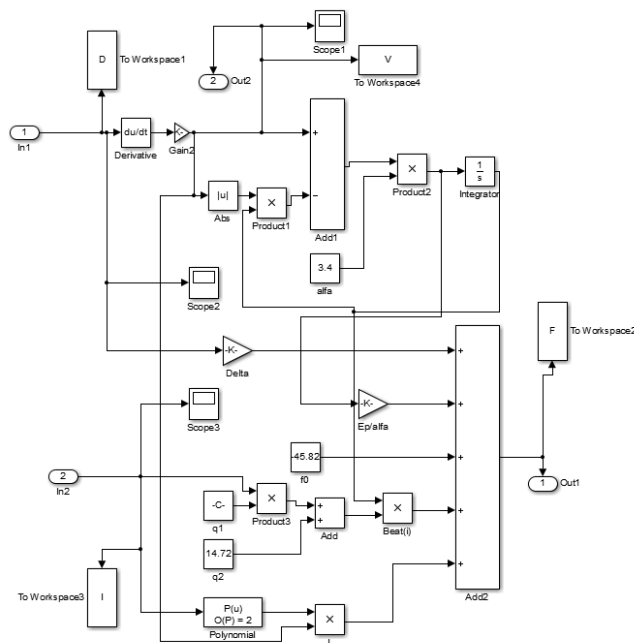 Scope1
D
To Workspace1
2
Out2
V
To Workspace4
1
In1
du/dt
Derivative
-K-
Gain2
+
−
Add1
|u|
Abs
×
Product1
×
Product2
1
s
Integrator
3.4
alfa
Scope2
F
To Workspace2
-K-
Delta
+
+
+
+
+
Add2
Scope3
-K-
Ep/alfa
-45.82
f0
2
In2
-C-
q1
×
Product3
+
+
Add
×
Beat(i)
1
Out1
14.72
q2
To Workspace3
I
P(u)
O(P) = 2
Polynomial
×